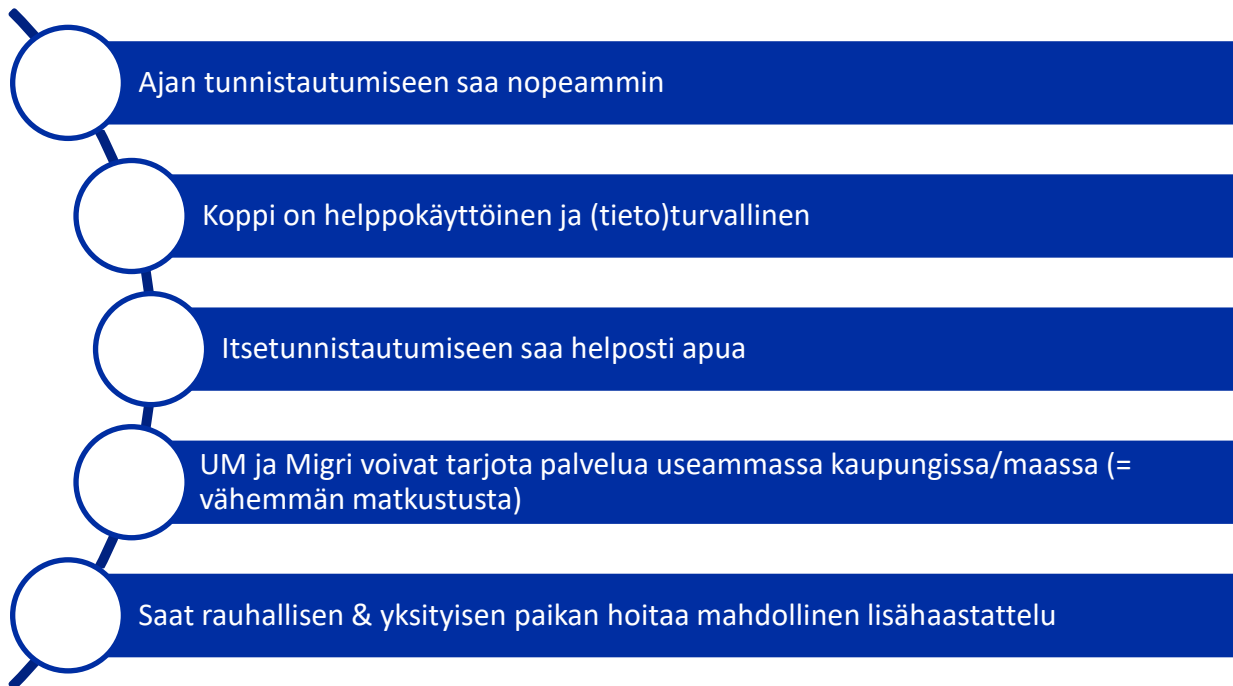 Ajan tunnistautumiseen saa nopeammin
Koppi on helppokäyttöinen ja (tieto)turvallinen
Itsetunnistautumiseen saa helposti apua
UM ja Migri voivat tarjota palvelua useammassa kaupungissa/maassa (=
vähemmän matkustusta)
Saat rauhallisen & yksityisen paikan hoitaa mahdollinen lisähaastattelu